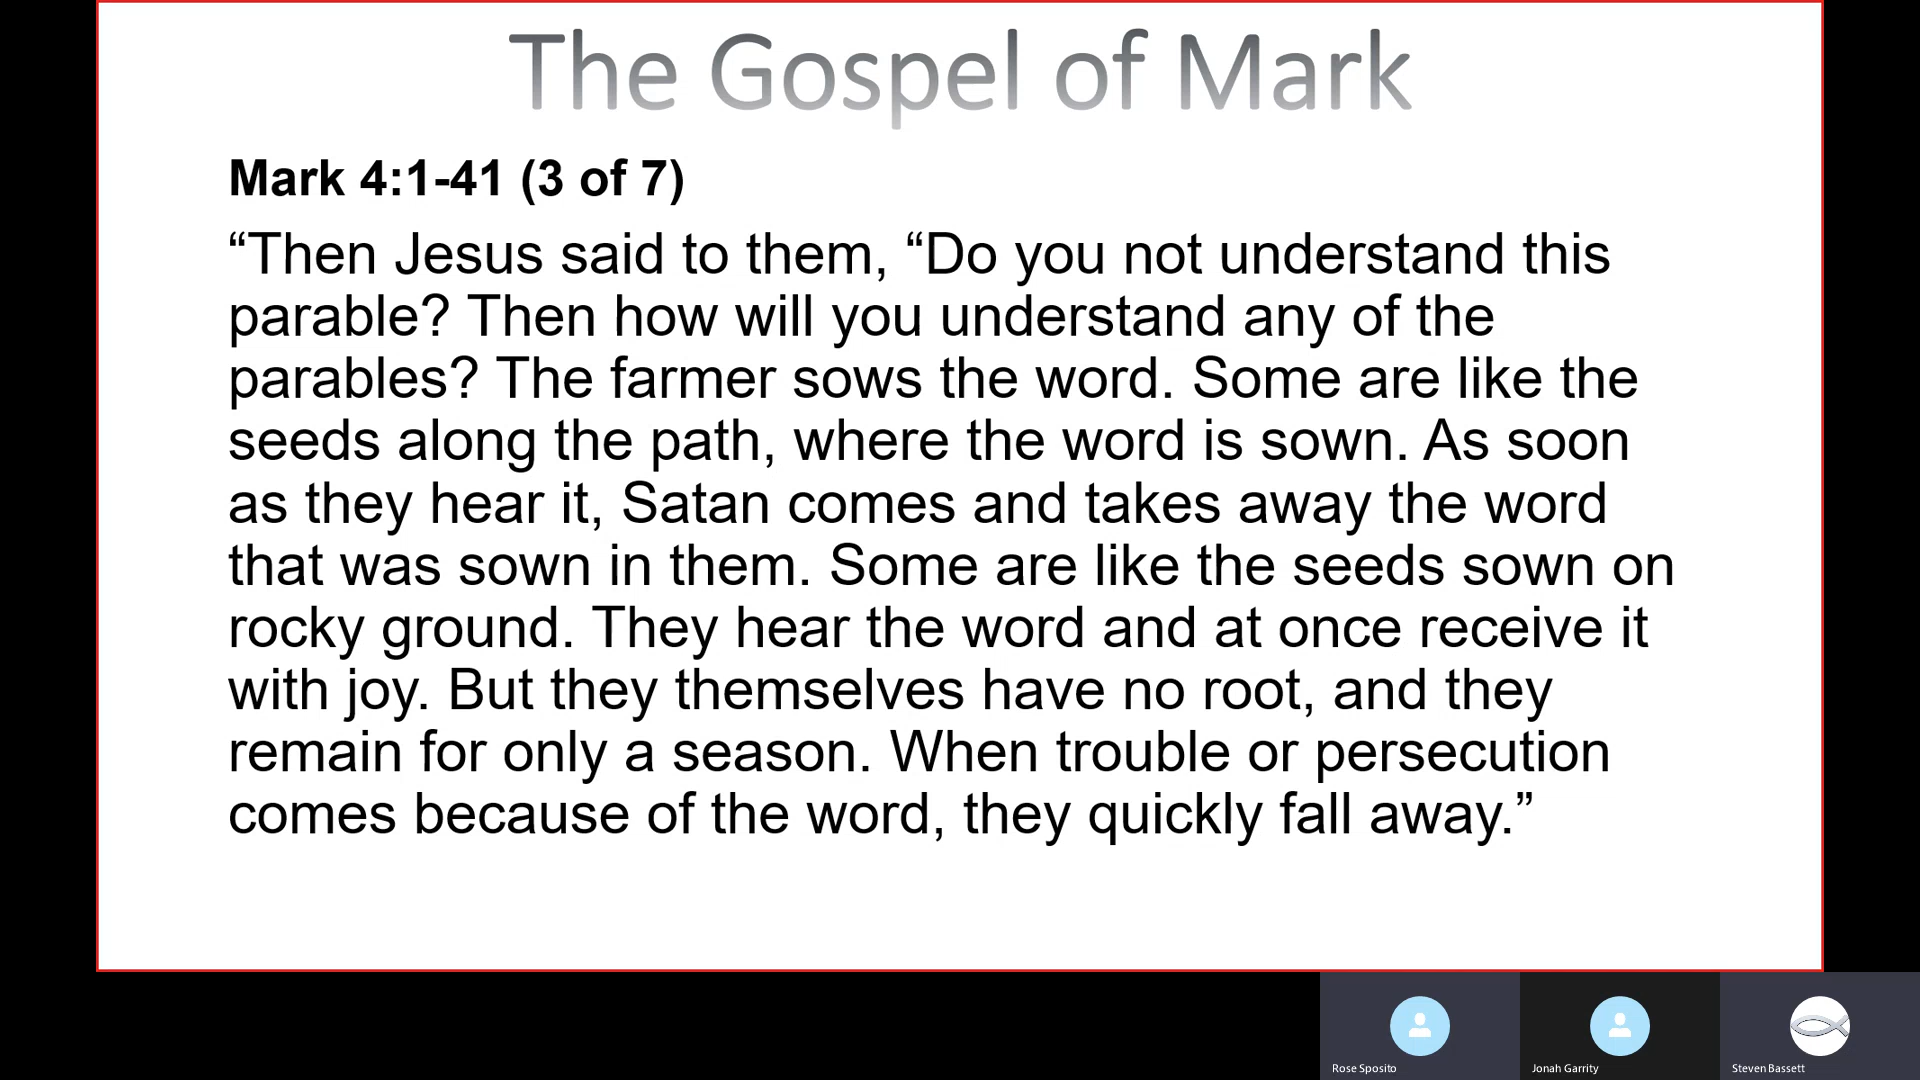 The Gospel of Mark
Mark 4:1-41 (3 of 7)
“Then Jesus said to them, “Do you not understand this
parable? Then how will you understand any of the
parables? The farmer sows the word. Some are like the
seeds along the path, where the word is sown. As soon
as they hear it, Satan comes and takes away the word
that was sown in them. Some are like the seeds sown on
rocky ground. They hear the word and at once receive it
with joy. But they themselves have no root, and they
remain for only a season. When trouble or persecution
comes because of the word, they quickly fall away.”
Rose Sposito
Jonah Garrity
Steven Bassett